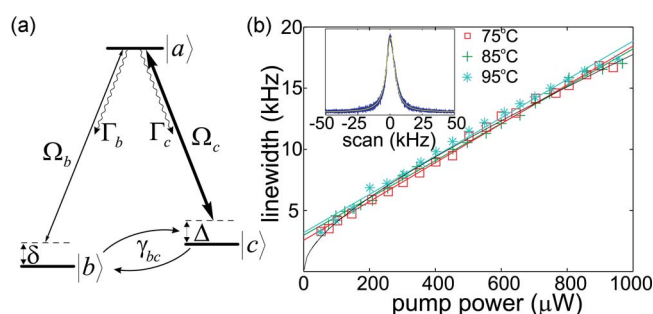 (a)
|a⟩
Γ_b
Γ_c
Ω_b
Ω_c
δ
|b⟩
γ_bc
Δ
|c⟩
(b)
linewidth (kHz)
20
15
10
5
0
200
400
600
800
1000
pump power (μW)
75°C
85°C
95°C
-50
-25
0
25
50
scan (kHz)